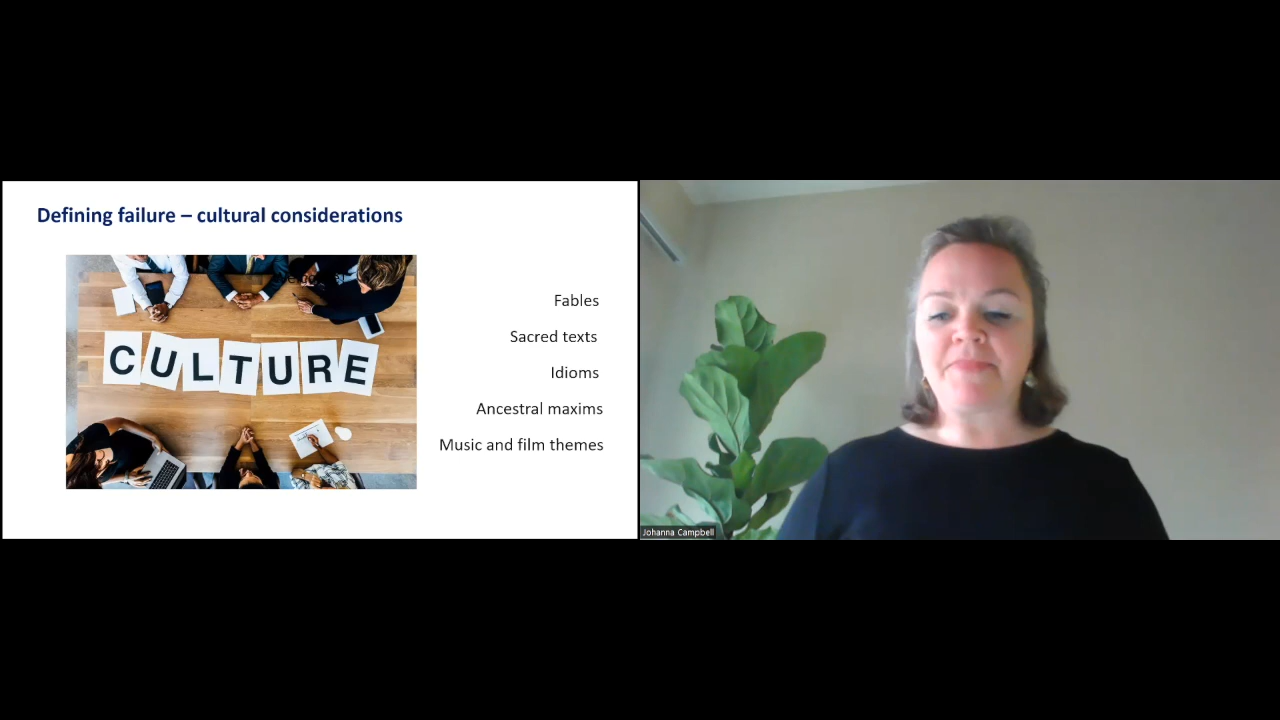 Defining failure – cultural considerations
CULTURE
Fables
Sacred texts
Idioms
Ancestral maxims
Music and film themes
Johanna Campbell